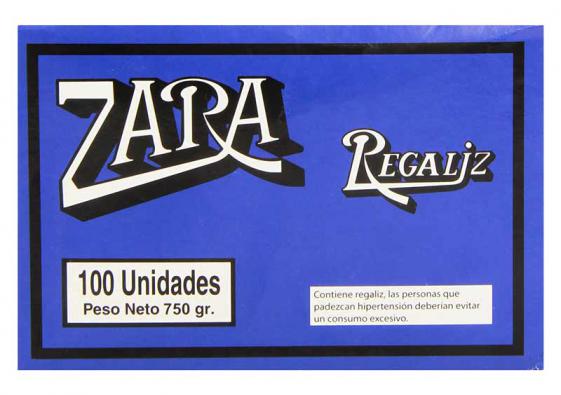 ZARA
REGALIZ
100 Unidades
Peso Neto 750 gr.
Contiene regaliz, las personas que
padezcan hipertensión deberían evitar
un consumo excesivo.